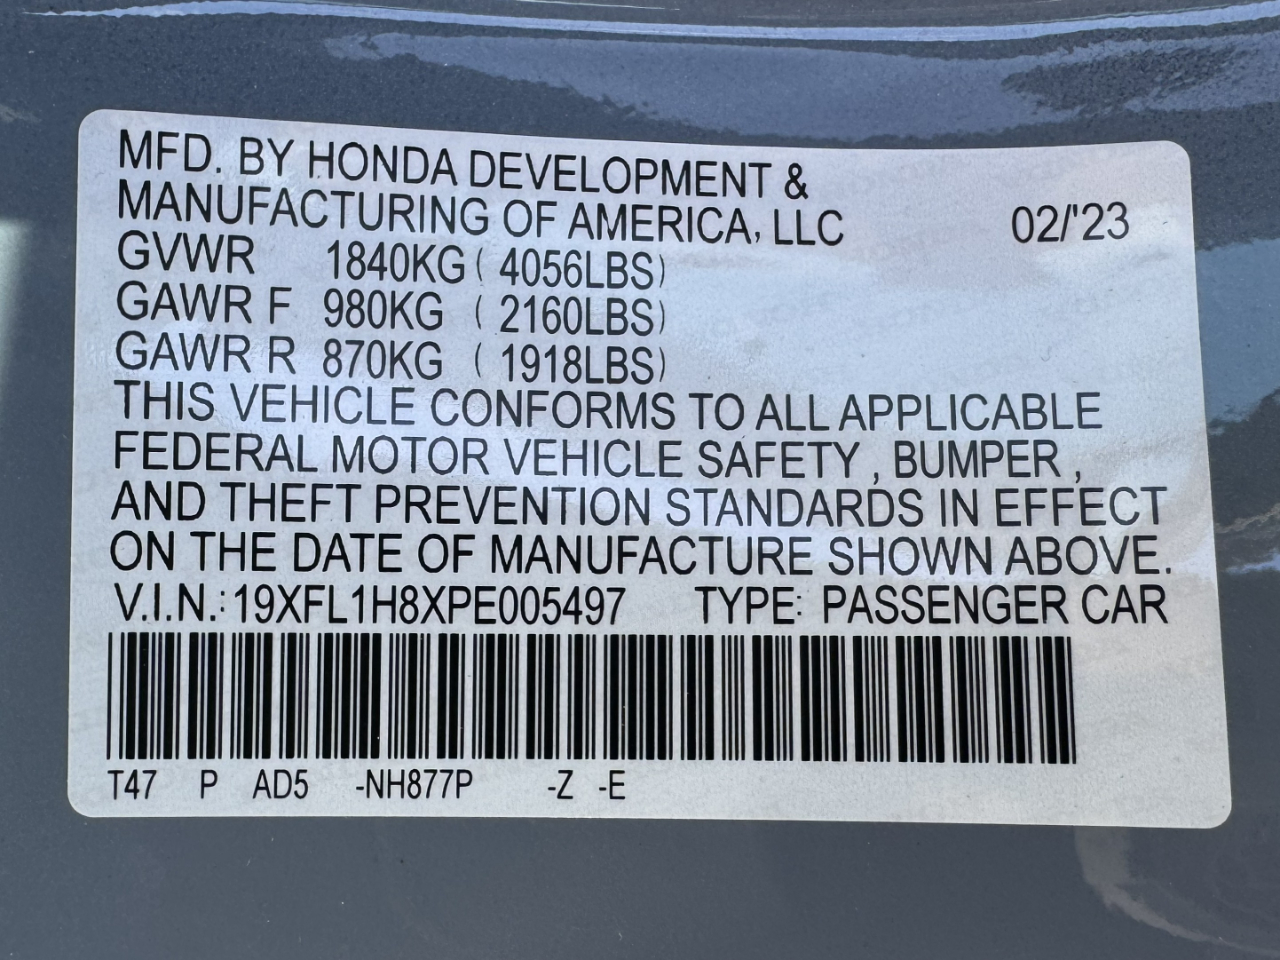 MFD. BY HONDA DEVELOPMENT &
MANUFACTURING OF AMERICA, LLC 02/'23
GVWR 1840KG ( 4056LBS)
GAWR F 980KG ( 2160LBS)
GAWR R 870KG ( 1918LBS)
THIS VEHICLE CONFORMS TO ALL APPLICABLE
FEDERAL MOTOR VEHICLE SAFETY , BUMPER ,
AND THEFT PREVENTION STANDARDS IN EFFECT
ON THE DATE OF MANUFACTURE SHOWN ABOVE.
V.I.N.: 19XFL1H8XPE005497 TYPE: PASSENGER CAR
T47 P AD5 -NH877P -Z -E